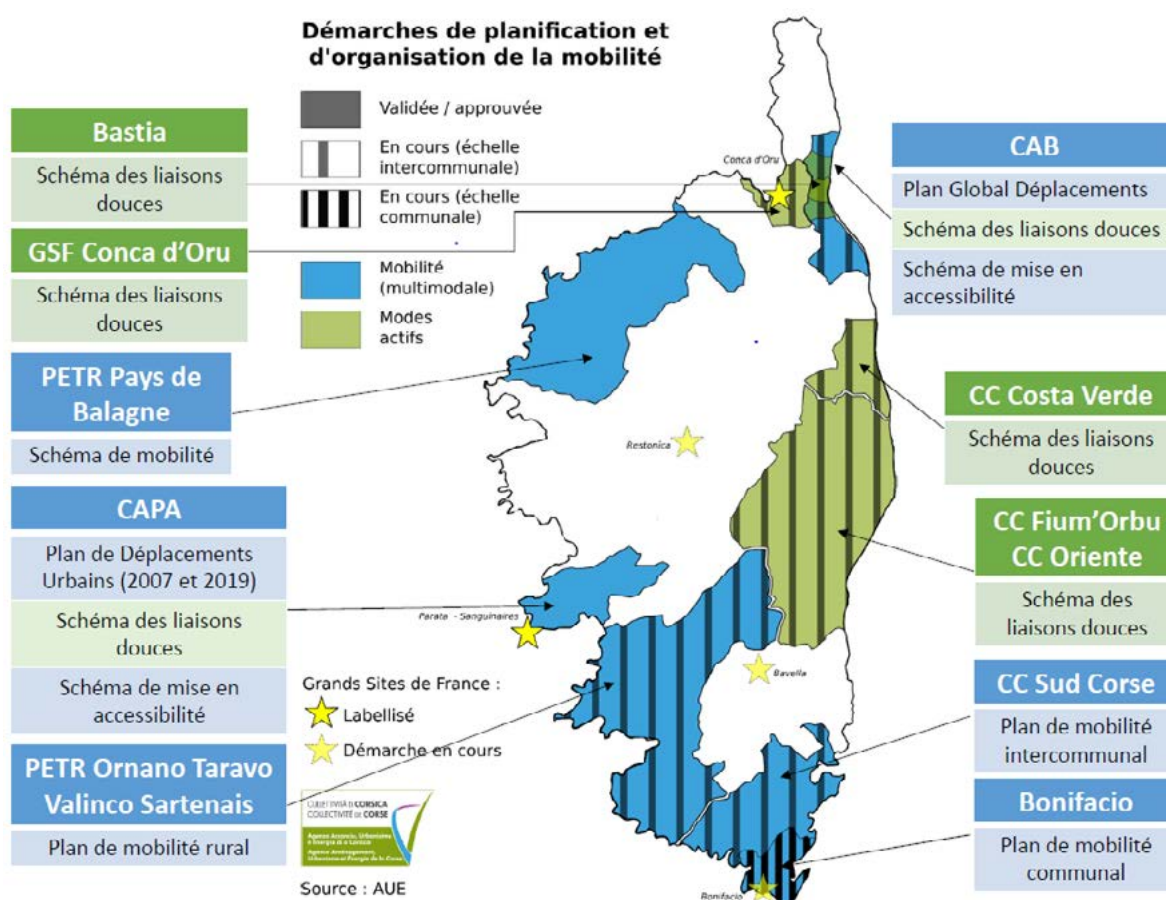 Démarches de planification et
d'organisation de la mobilité
Validée / approuvée
En cours (échelle
intercommunale)
En cours (échelle
communale)
Mobilité
(multimodale)
Modes
actifs
Bastia
Schéma des liaisons
douces
GSF Conca d'Oru
Schéma des liaisons
douces
PETR Pays de
Balagne
Schéma de mobilité
CAPA
Plan de Déplacements
Urbains (2007 et 2019)
Schéma des liaisons
douces
Schéma de mise en
accessibilité
PETR Ornano Taravo
Valinco Sartenais
Plan de mobilité rural
Conca d'Oru
Restonica
Parata - Sanguinaires
Bavella
Bonifacio
Grands Sites de France :
Labellisé
Démarche en cours
COLLECTIVITÉ DE CORSE
Source : AUE
CAB
Plan Global Déplacements
Schéma des liaisons douces
Schéma de mise en
accessibilité
CC Costa Verde
Schéma des liaisons
douces
CC Fium'Orbu
CC Oriente
Schéma des
liaisons douces
CC Sud Corse
Plan de mobilité
intercommunal
Bonifacio
Plan de mobilité
communal